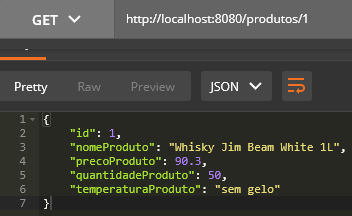 GET http://localhost:8080/produtos/1
Pretty Raw Preview JSON
1 {
2 "id": 1,
3 "nomeProduto": "Whisky Jim Beam White 1L",
4 "precoProduto": 90.3,
5 "quantidadeProduto": 50,
6 "temperaturaProduto": "sem gelo"
7 }